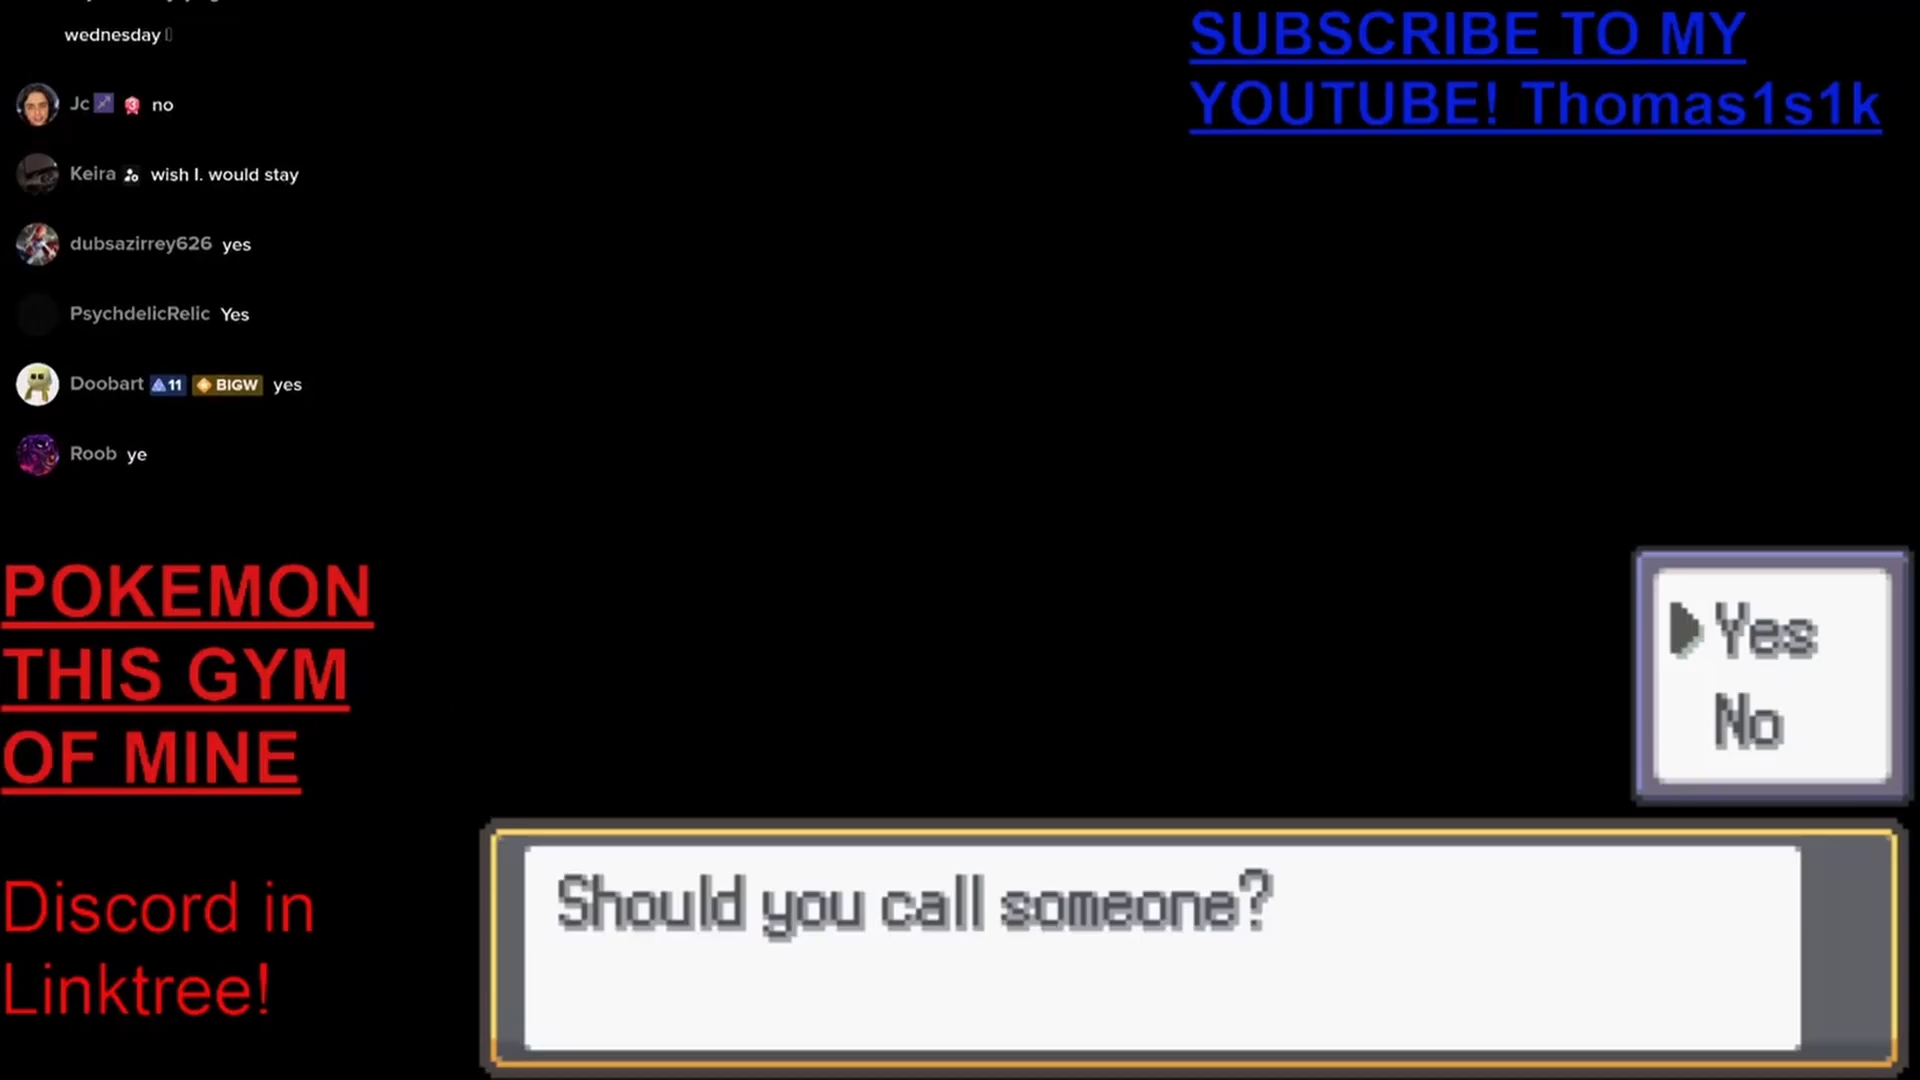 wednesday
Jc 3 no
Keira wish I. would stay
dubsazirrey626 yes
PsychdelicRelic Yes
Doobart 11 BIGW yes
Roob ye
SUBSCRIBE TO MY
YOUTUBE! Thomas1s1k
POKEMON
THIS GYM
OF MINE
Discord in
Linktree!
Yes
No
Should you call someone?